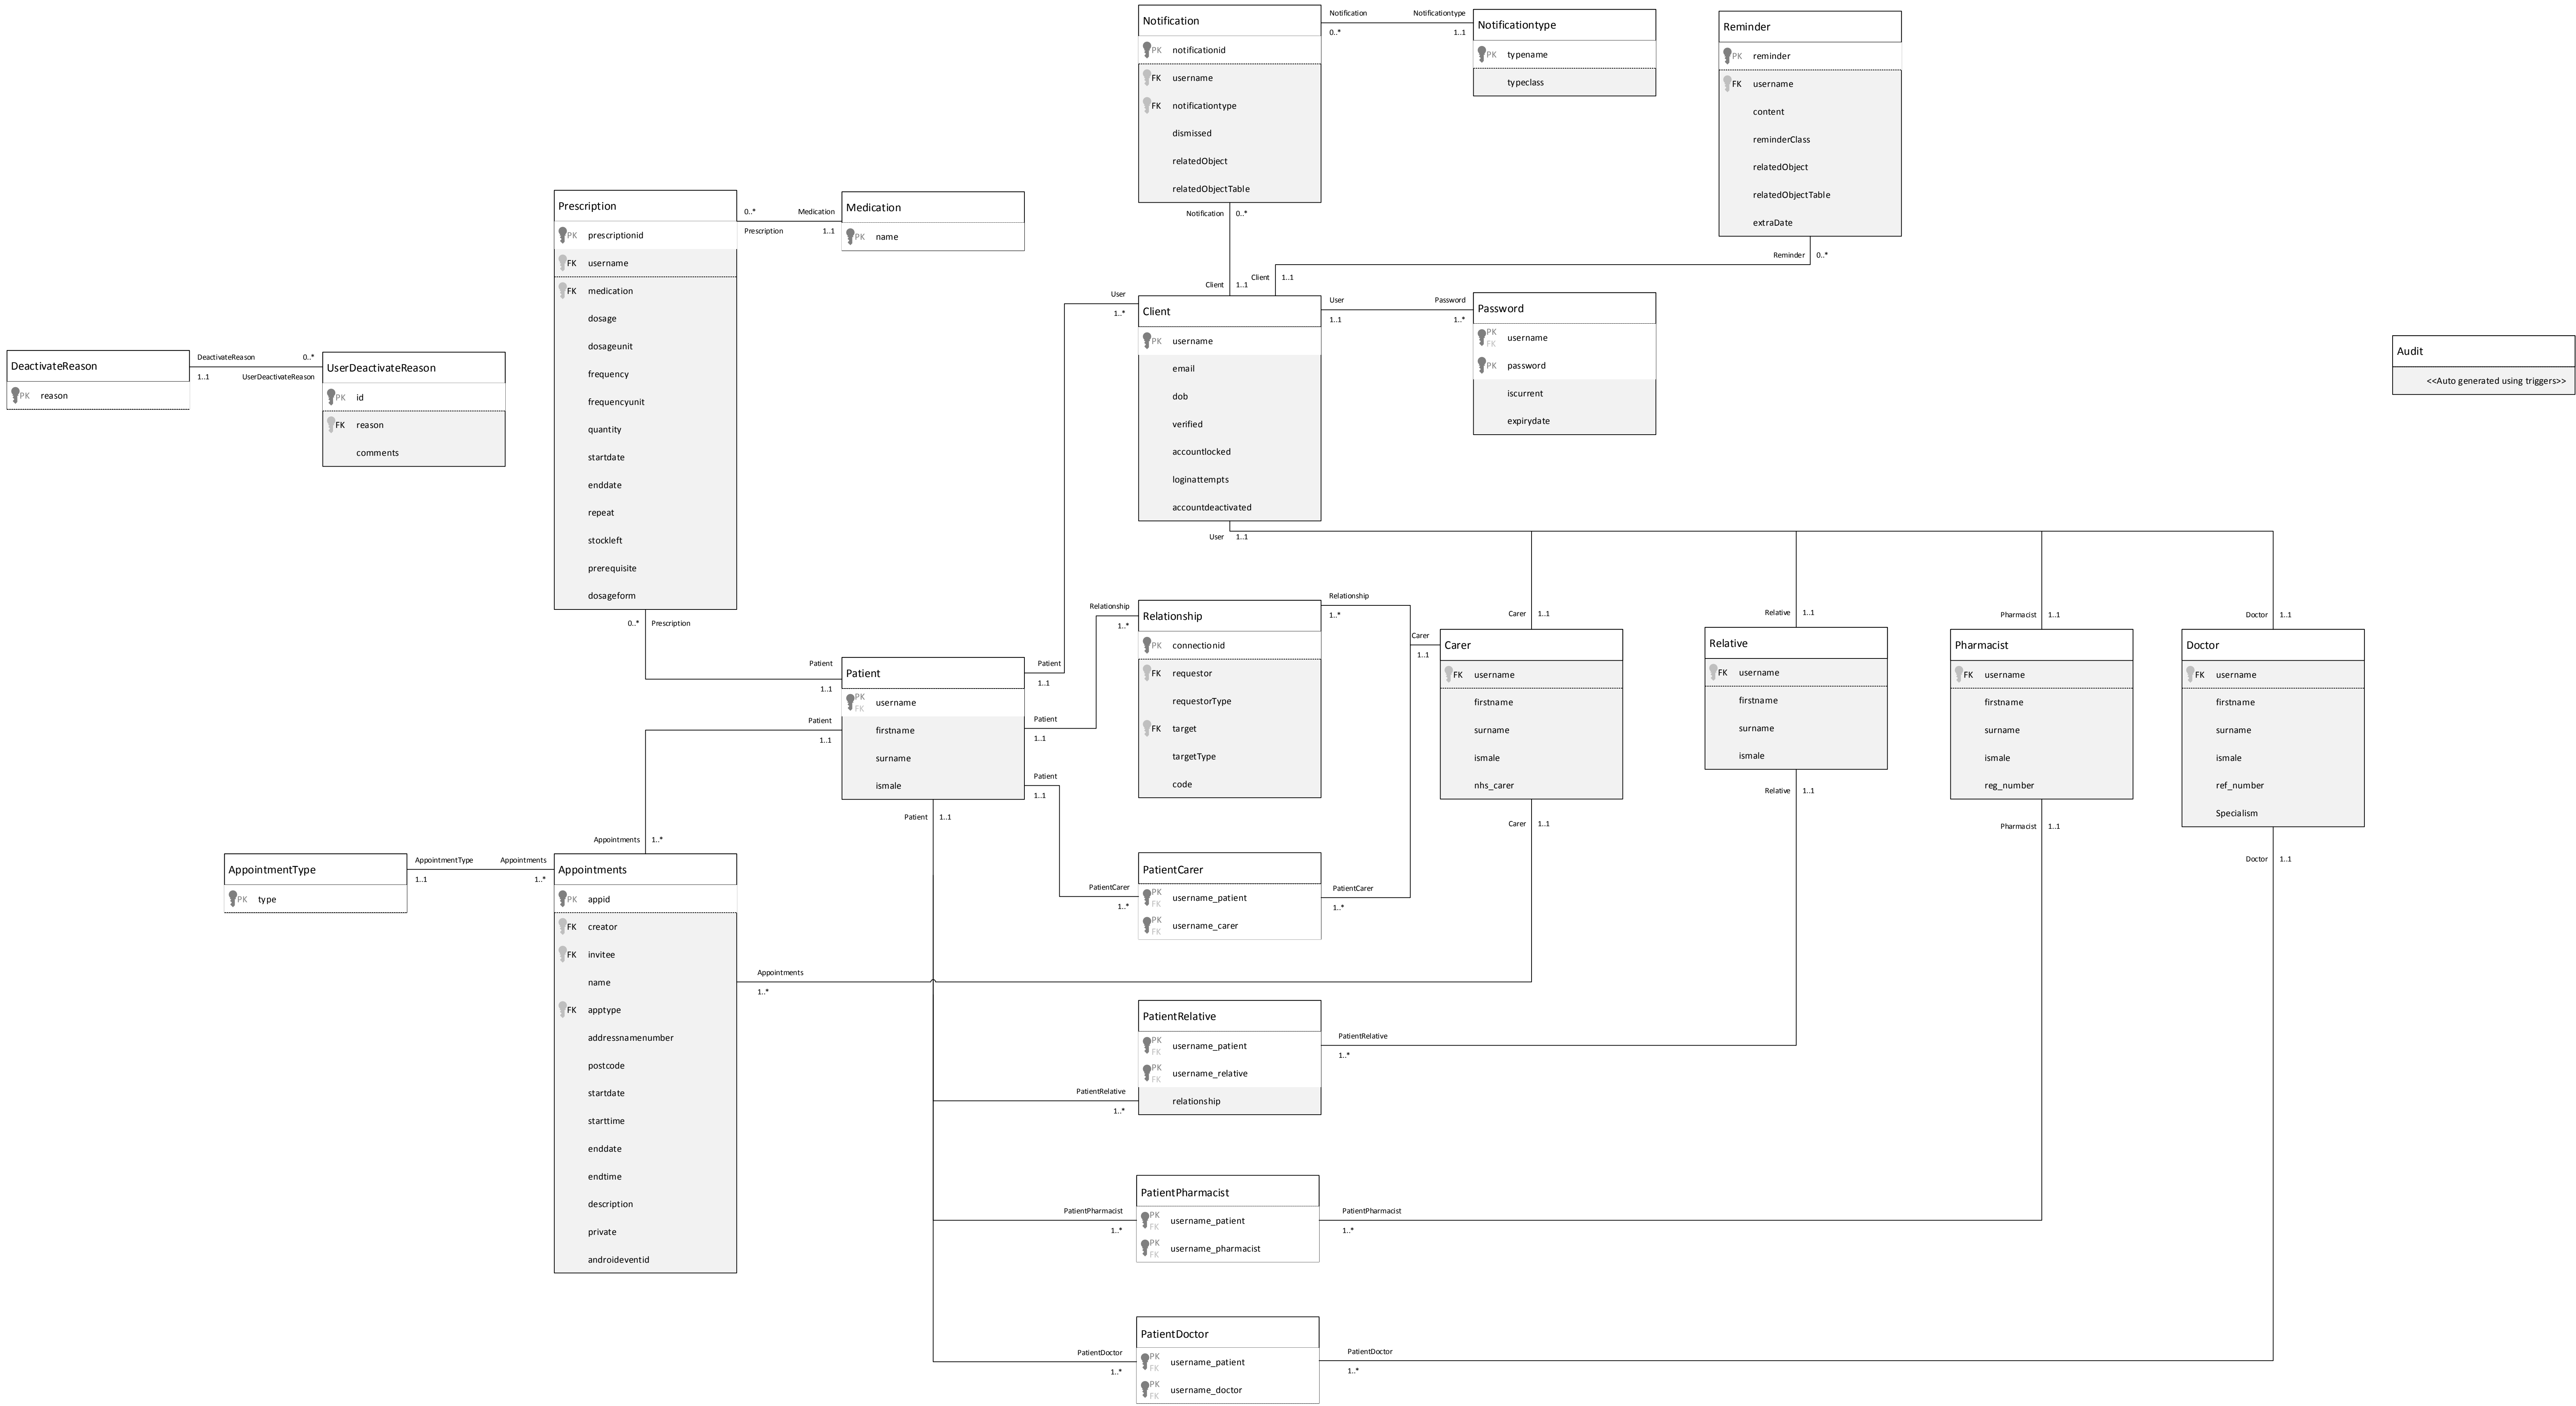 Notification
PK notificationid
FK username
FK notificationtype
dismissed
relatedObject
relatedObjectTable
Notification
0..*
Notificationtype
1..1
Notificationtype
PK typename
typeclass
Reminder
PK reminder
FK username
content
reminderClass
relatedObject
relatedObjectTable
extraDate
Notification 0..*
Reminder 0..*
Client 1..1
Client 1..1
Prescription
PK prescriptionid
FK username
FK medication
dosage
dosageunit
frequency
frequencyunit
quantity
startdate
enddate
repeat
stockleft
prerequisite
dosageform
0..*
Prescription
Medication
1..1
Medication
PK name
DeactivateReason
PK reason
DeactivateReason
1..1
0..*
UserDeactivateReason
UserDeactivateReason
PK id
FK reason
comments
User
1..*
Client
PK username
email
dob
verified
accountlocked
loginattempts
accountdeactivated
User
1..1
Password
1..*
Password
PK FK username
PK password
iscurrent
expirydate
Audit
<<Auto generated using triggers>>
User 1..1
Carer 1..1
Relative 1..1
Pharmacist 1..1
Doctor 1..1
0..* Prescription
Patient
1..1
Patient
1..1
Patient
PK FK username
firstname
surname
ismale
Patient
1..1
Patient
1..1
Patient
1..1
Patient 1..1
Relationship
1..*
Relationship
PK connectionid
FK requestor
requestorType
FK target
targetType
code
Relationship
1..*
Carer
1..1
Carer
FK username
firstname
surname
ismale
nhs_carer
Carer 1..1
Relative
FK username
firstname
surname
ismale
Relative 1..1
Pharmacist
FK username
firstname
surname
ismale
reg_number
Pharmacist 1..1
Doctor
FK username
firstname
surname
ismale
ref_number
Specialism
Doctor 1..1
Appointments 1..*
AppointmentType
PK type
AppointmentType
1..1
Appointments
1..*
Appointments
PK appid
FK creator
FK invitee
name
FK apptype
addressnamenumber
postcode
startdate
starttime
enddate
endtime
description
private
androideventid
Appointments
1..*
PatientCarer
1..*
PatientCarer
PK FK username_patient
PK FK username_carer
PatientCarer
1..*
PatientRelative
PK FK username_patient
PK FK username_relative
relationship
PatientRelative
1..*
PatientRelative
1..*
PatientPharmacist
1..*
PatientPharmacist
PK FK username_patient
PK FK username_pharmacist
PatientPharmacist
1..*
PatientDoctor
1..*
PatientDoctor
PK FK username_patient
PK FK username_doctor
PatientDoctor
1..*